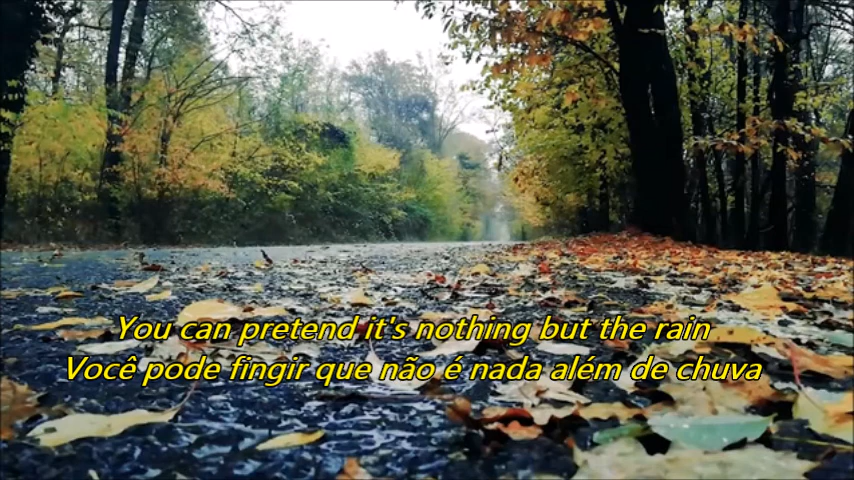 You can pretend it's nothing but the rain
Você pode fingir que não é nada além de chuva